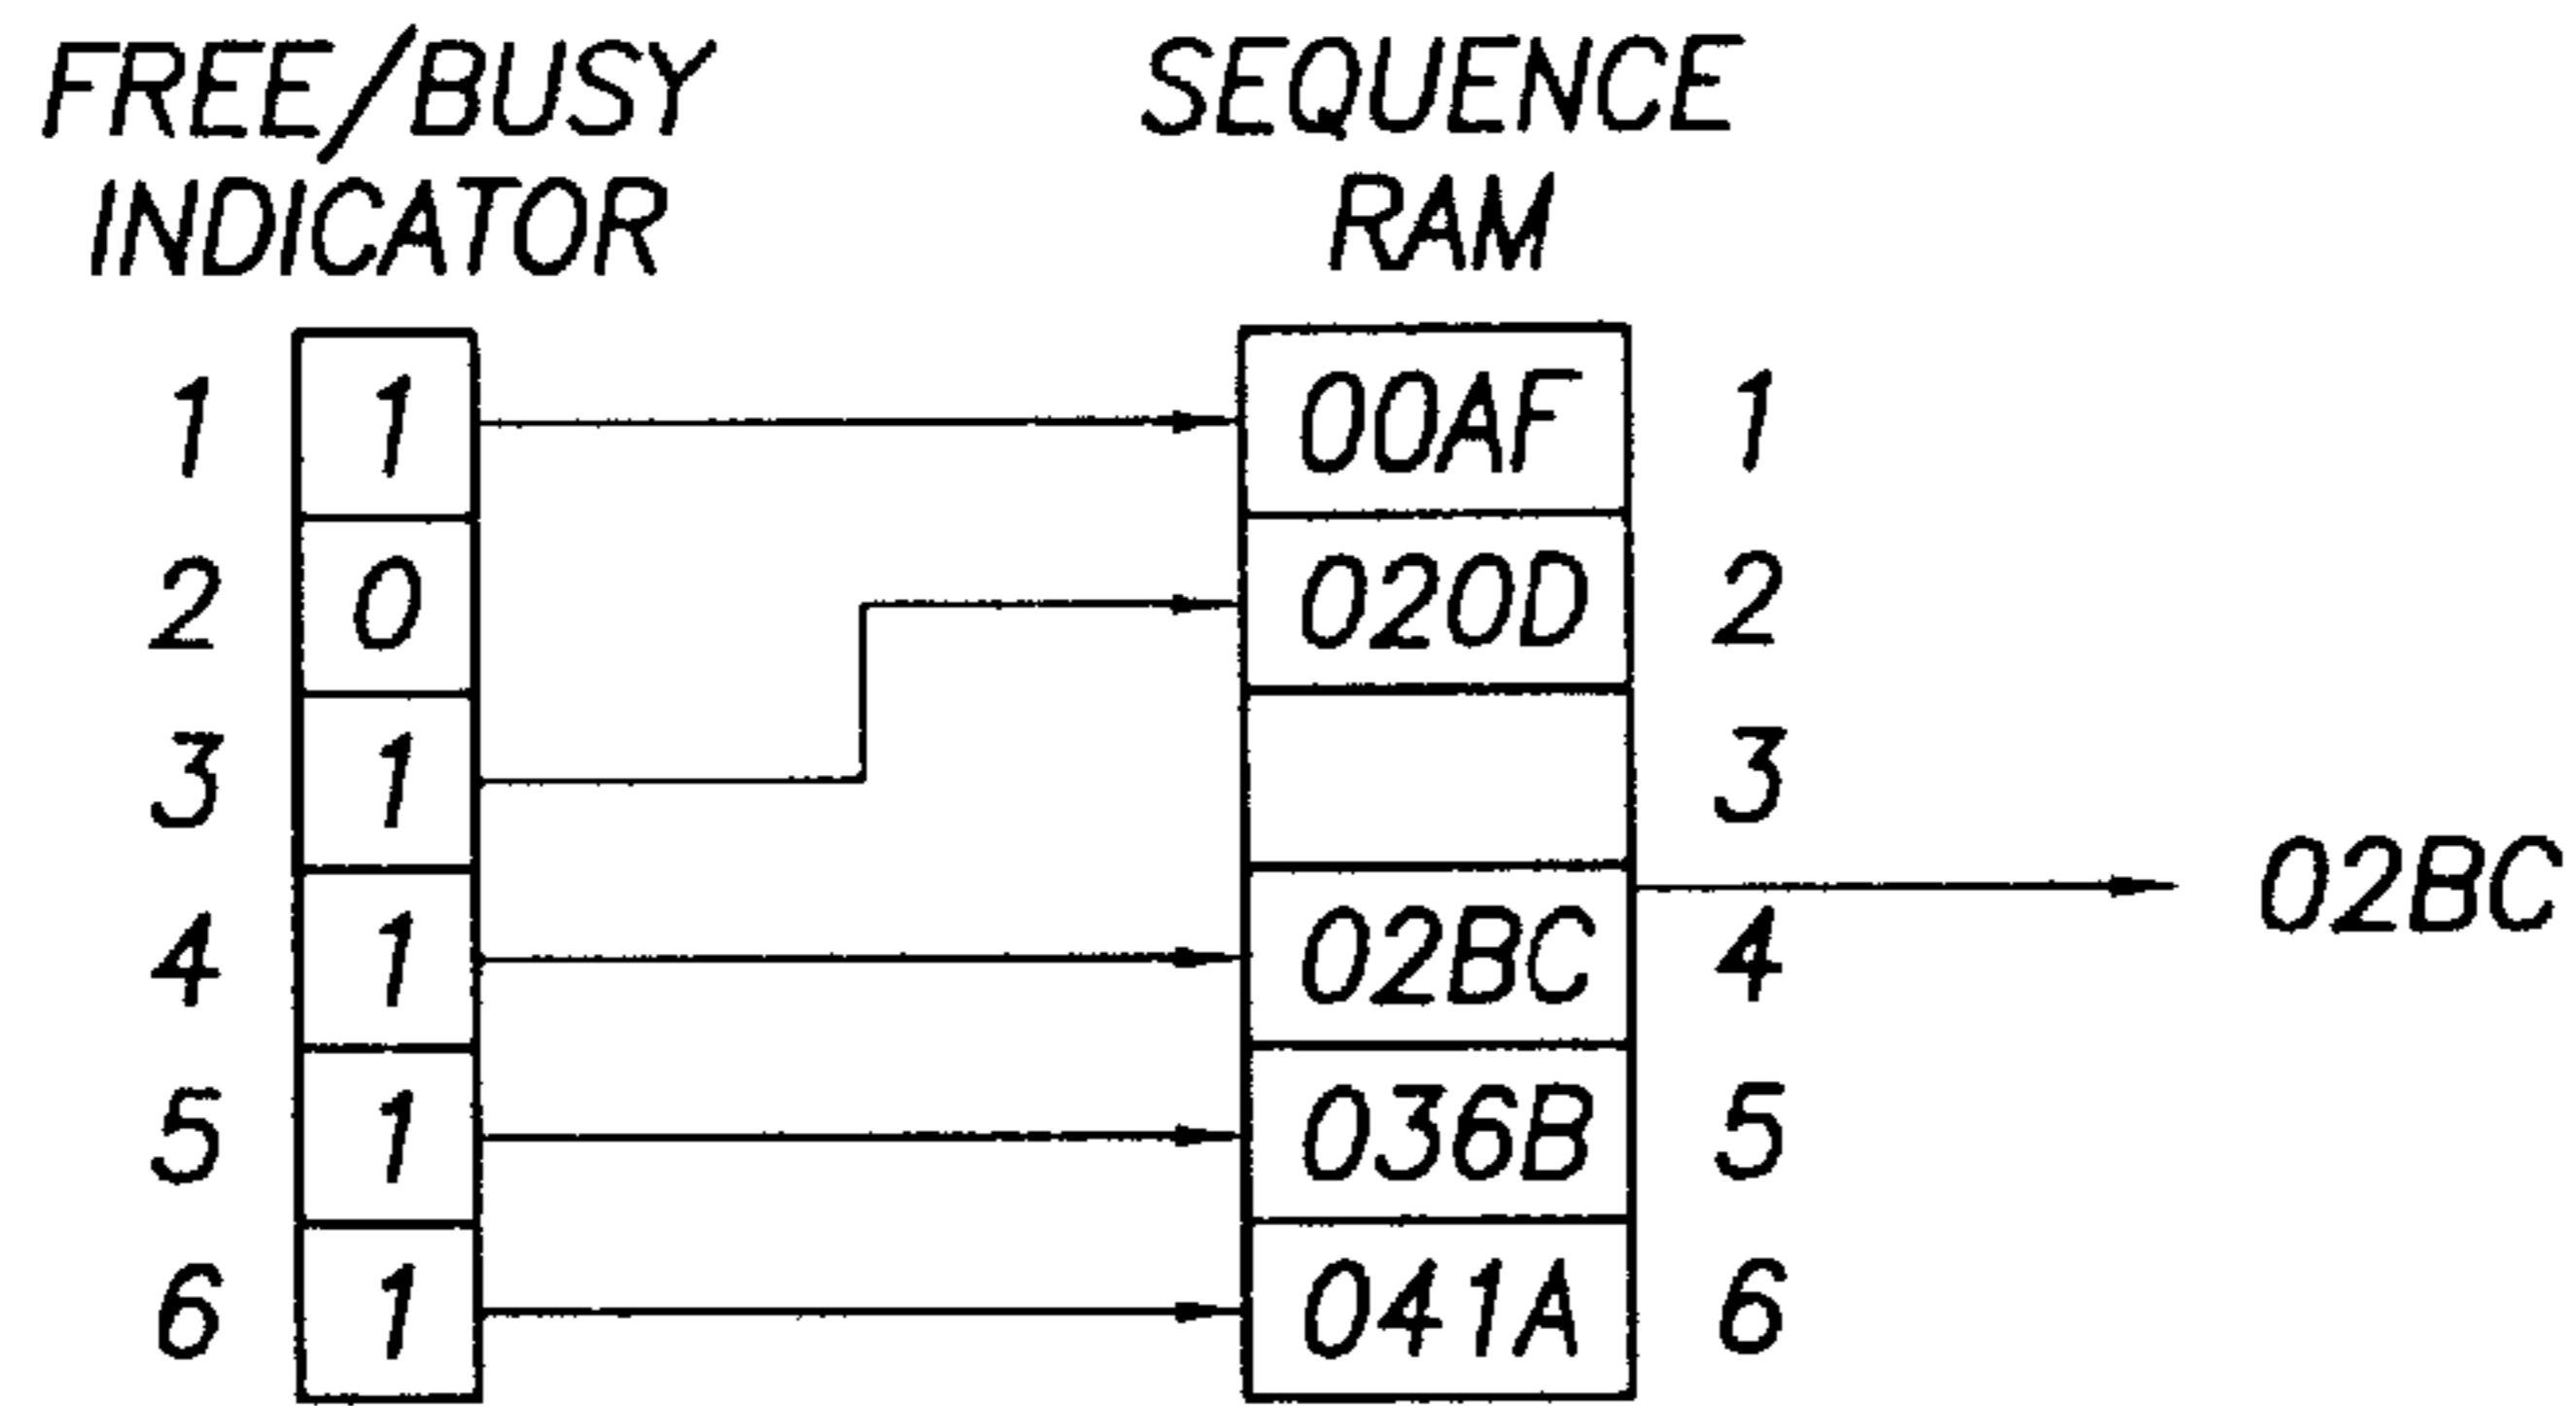 FREE/BUSY
INDICATOR
SEQUENCE
RAM
1 1 00AF 1
2 0 020D 2
3 1 3
02BC
4 1 02BC 4
5 1 036B 5
6 1 041A 6